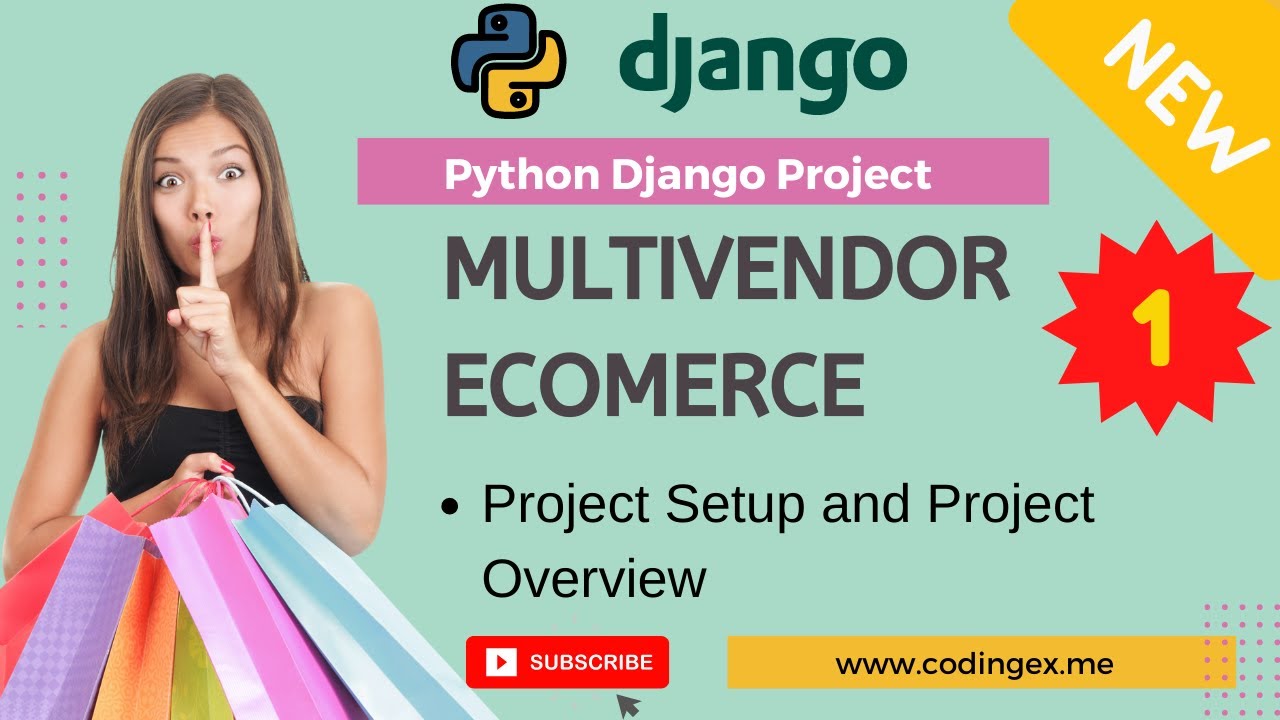 django
NEW
Python Django Project
MULTIVENDOR
ECOMERCE
1
• Project Setup and Project
Overview
SUBSCRIBE
www.codingex.me